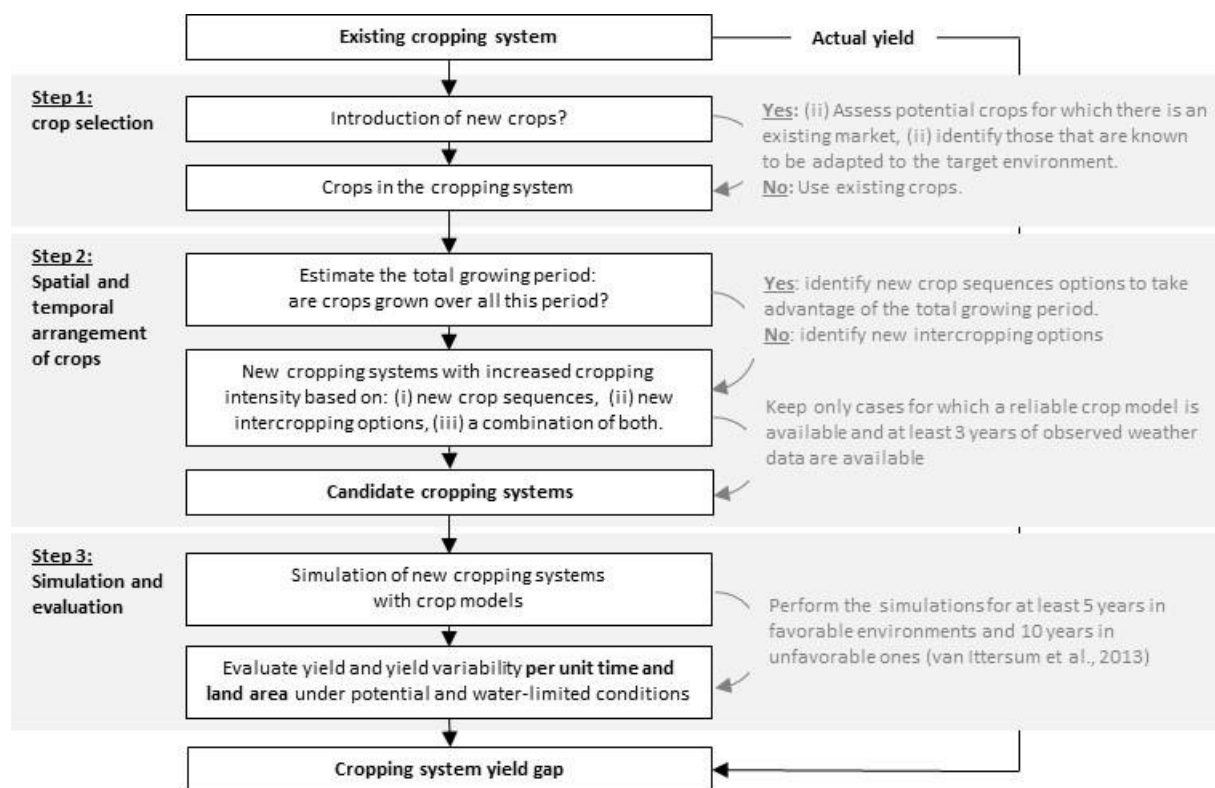 Existing cropping system
Actual yield
Step 1:
crop selection
Introduction of new crops?
Yes: (ii) Assess potential crops for which there is an
existing market, (ii) identify those that are known
to be adapted to the target environment.
No: Use existing crops.
Crops in the cropping system
Step 2:
Spatial and
temporal
arrangement
of crops
Estimate the total growing period:
are crops grown over all this period?
Yes: identify new crop sequences options to take
advantage of the total growing period.
No: identify new intercropping options
New cropping systems with increased cropping
intensity based on: (i) new crop sequences, (ii) new
intercropping options, (iii) a combination of both.
Keep only cases for which a reliable crop model is
available and at least 3 years of observed weather
data are available
Candidate cropping systems
Step 3:
Simulation and
evaluation
Simulation of new cropping systems
with crop models
Perform the simulations for at least 5 years in
favorable environments and 10 years in
unfavorable ones (van Ittersum et al., 2013)
Evaluate yield and yield variability per unit time and
land area under potential and water-limited conditions
Cropping system yield gap